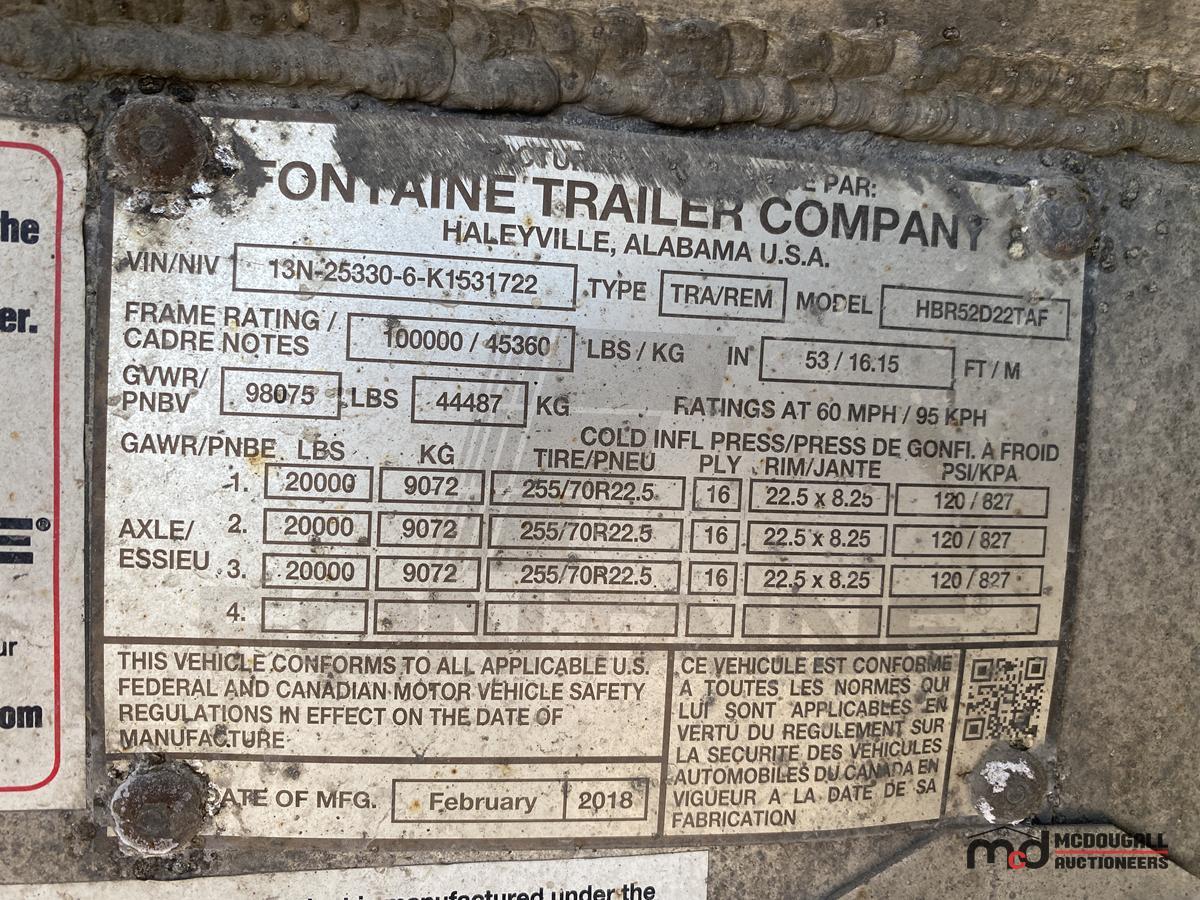 PAR:
FONTAINE TRAILER COMPANY
HALEYVILLE, ALABAMA U.S.A.
VIN/NIV 13N-25330-6-K1531722 TYPE TRA/REM MODEL HBR52D22TAF
FRAME RATING /
CADRE NOTES 100000 / 45360 LBS / KG IN 53 / 16.15 FT / M
GVWR/
PNBV 98075 LBS 44487 KG RATINGS AT 60 MPH / 95 KPH
COLD INFL PRESS/PRESS DE GONFL. A FROID
GAWR/PNBE LBS KG TIRE/PNEU PLY RIM/JANTE PSI/KPA
AXLE/
ESSIEU
1. 20000 9072 255/70R22.5 16 22.5 x 8.25 120 / 827
2. 20000 9072 255/70R22.5 16 22.5 x 8.25 120 / 827
3. 20000 9072 255/70R22.5 16 22.5 x 8.25 120 / 827
4.
THIS VEHICLE CONFORMS TO ALL APPLICABLE U.S.
FEDERAL AND CANADIAN MOTOR VEHICLE SAFETY
REGULATIONS IN EFFECT ON THE DATE OF
MANUFACTURE
DATE OF MFG. February 2018
CE VEHICULE EST CONFORME
A TOUTES LES NORMES QUI
LUI SONT APPLICABLES EN
VERTU DU REGULEMENT SUR
LA SECURITE DES VEHICULES
AUTOMOBILES DU CANADA EN
VIGUEUR A LA DATE DE SA
FABRICATION
the
er.
®
ur
om
manufactured under the
mcd MCDOUGALL
AUCTIONEERS